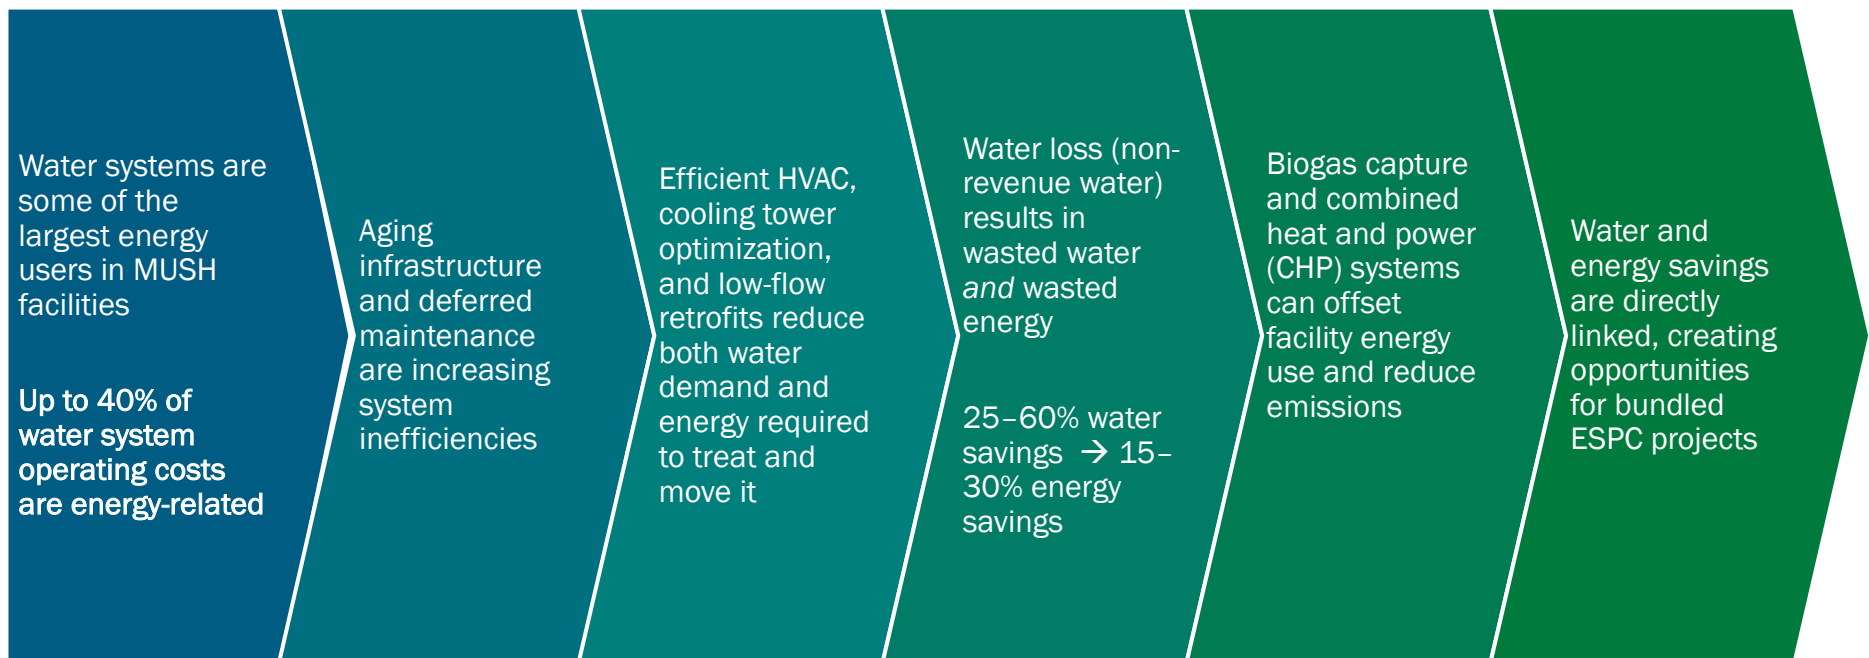 Water systems are
some of the
largest energy
users in MUSH
facilities
Up to 40% of
water system
operating costs
are energy-related
Aging
infrastructure
and deferred
maintenance
are increasing
system
inefficiencies
Efficient HVAC,
cooling tower
optimization,
and low-flow
retrofits reduce
both water
demand and
energy required
to treat and
move it
Water loss (non-
revenue water)
results in
wasted water
and wasted
energy
25–60% water
savings → 15–
30% energy
savings
Biogas capture
and combined
heat and power
(CHP) systems
can offset
facility energy
use and reduce
emissions
Water and
energy savings
are directly
linked, creating
opportunities
for bundled
ESPC projects